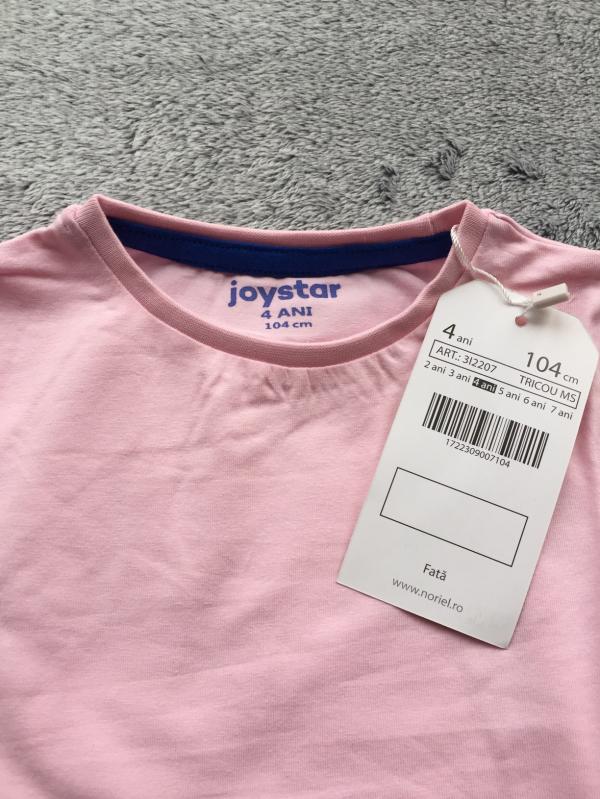 joystar
4 ANI
104 cm
4 ani 104 cm
ART.: 3I2207 TRICOU MS
2 ani 3 ani 4 ani 5 ani 6 ani 7 ani
1722309007104
Fată
www.noriel.ro